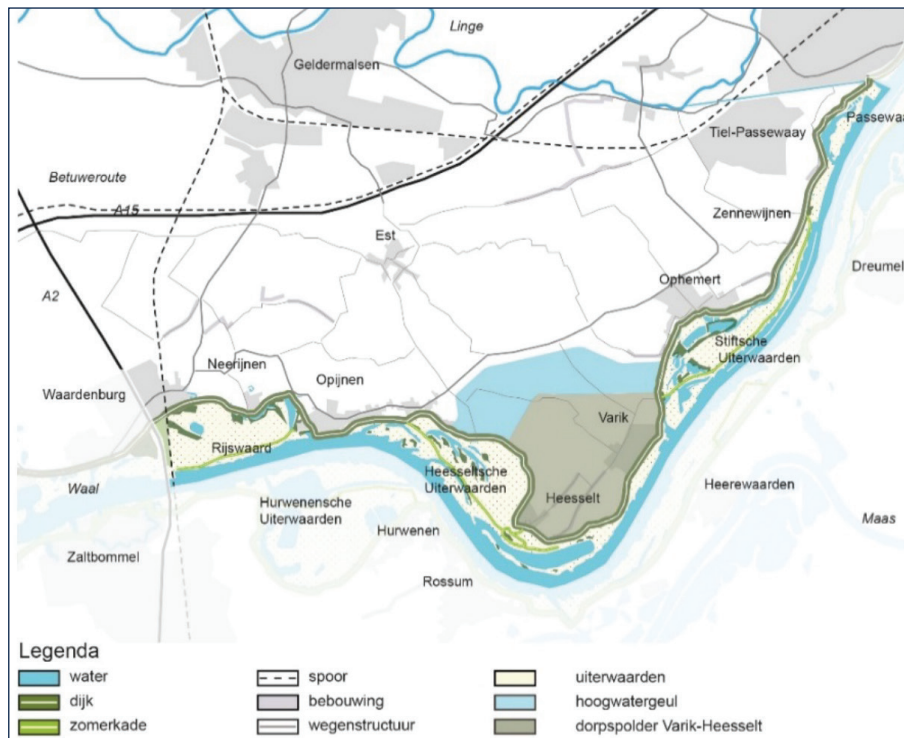 Linge
Geldermalsen
Tiel-Passewaay
Passewaa
Betuweroute
A15
Zennewijnen
Est
Dreumel
A2
Ophemert
Stiftsche
Uiterwaarden
Neerijnen
Opijnen
Waardenburg
Varik
Rijswaard
Heesseltsche
Uiterwaarden
Waal
Heesselt
Heerewaarden
Hurwenensche
Uiterwaarden
Hurwenen
Maas
Zaltbommel
Rossum
Legenda
water
dijk
zomerkade
spoor
bebouwing
wegenstructuur
uiterwaarden
hoogwatergeul
dorpspolder Varik-Heesselt